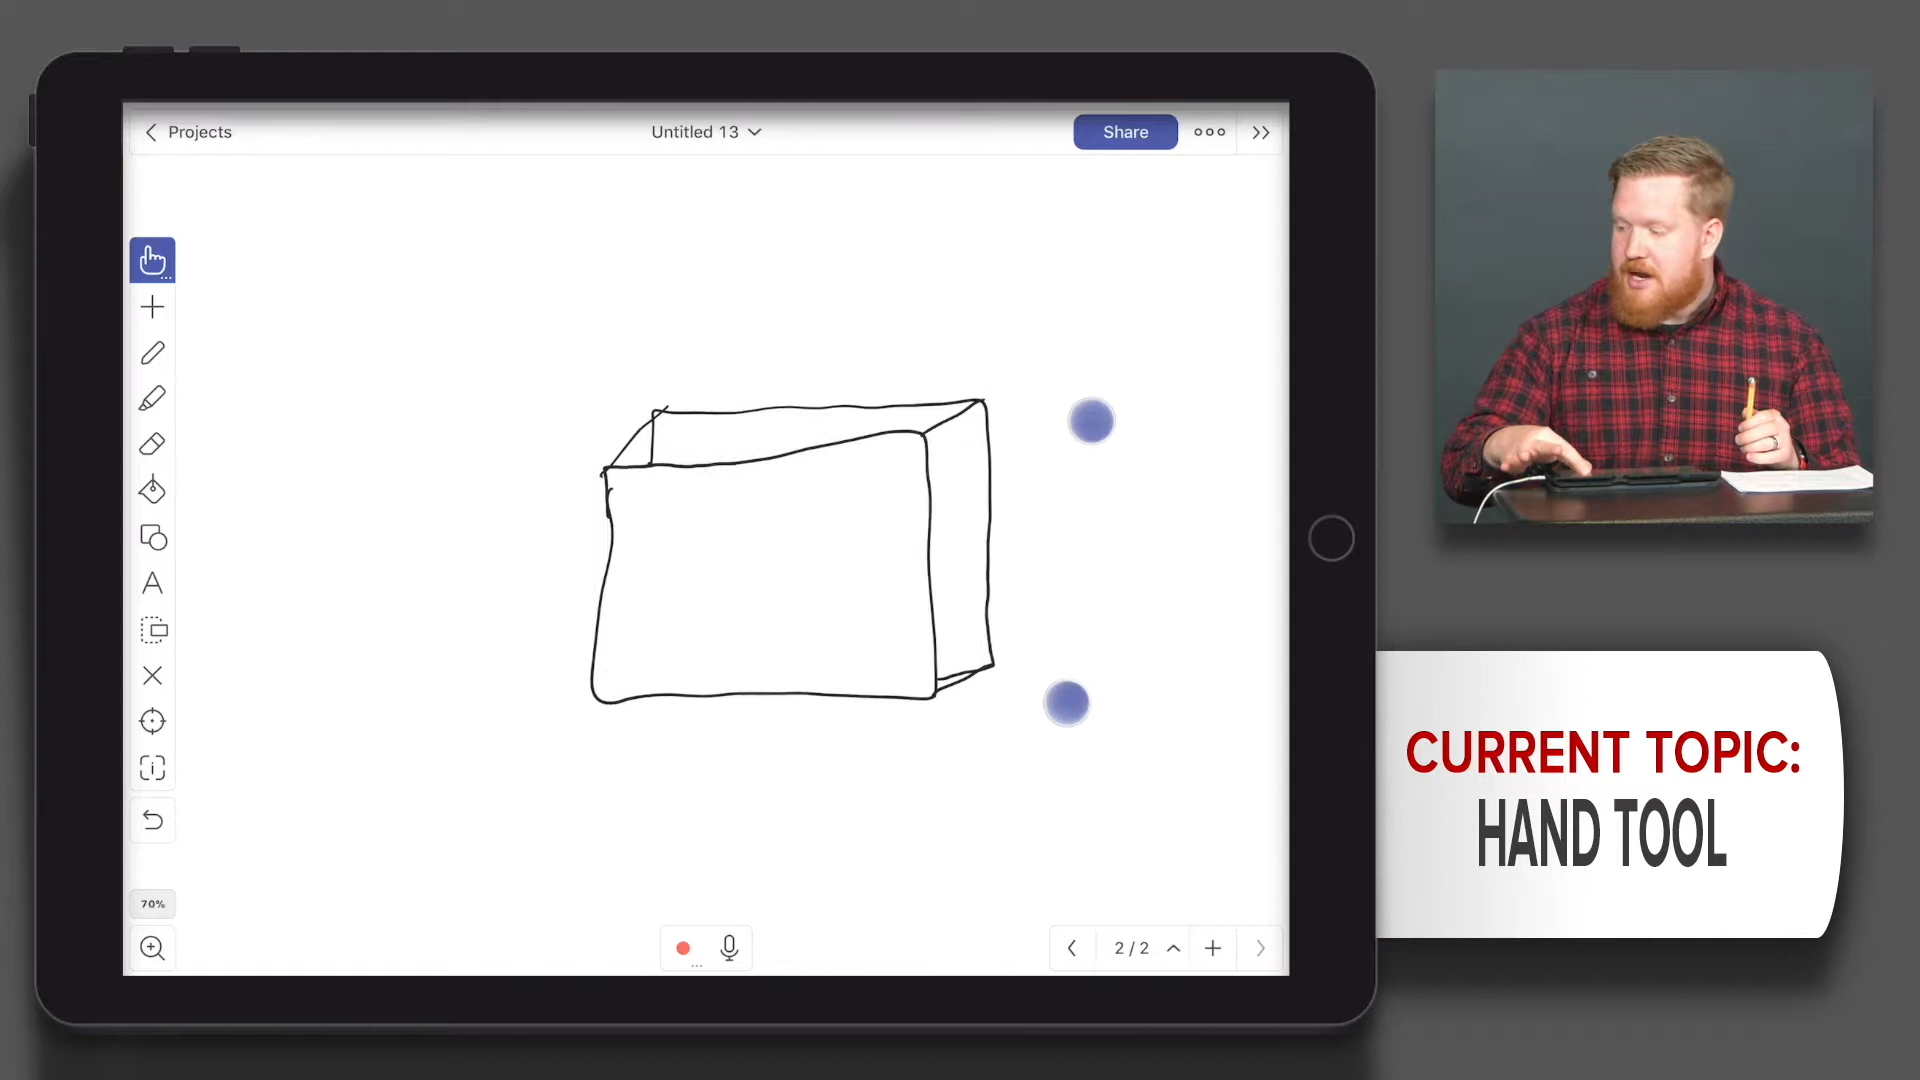 Projects
Untitled 13
Share
A
70%
2 / 2
CURRENT TOPIC:
HAND TOOL